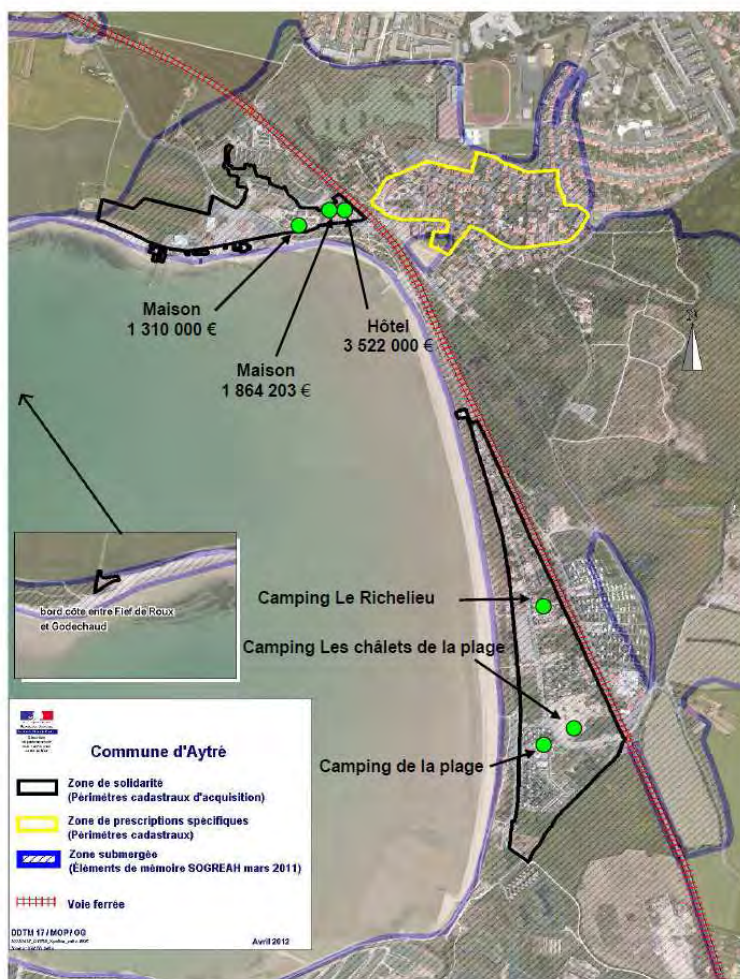 Maison
1 310 000 €
Maison
1 864 203 €
Hôtel
3 522 000 €
N
bord côte entre Fief de Roux
et Godechaud
Camping Le Richelieu
Camping Les châlets de la plage
Camping de la plage
Commune d'Aytré
Zone de solidarité
(Périmètres cadastraux d'acquisition)
Zone de prescriptions spécifiques
(Périmètres cadastraux)
Zone submergée
(Éléments de mémoire SOGREAH mars 2011)
Voie ferrée
DDTM 17 / MOP / OG
Avril 2012